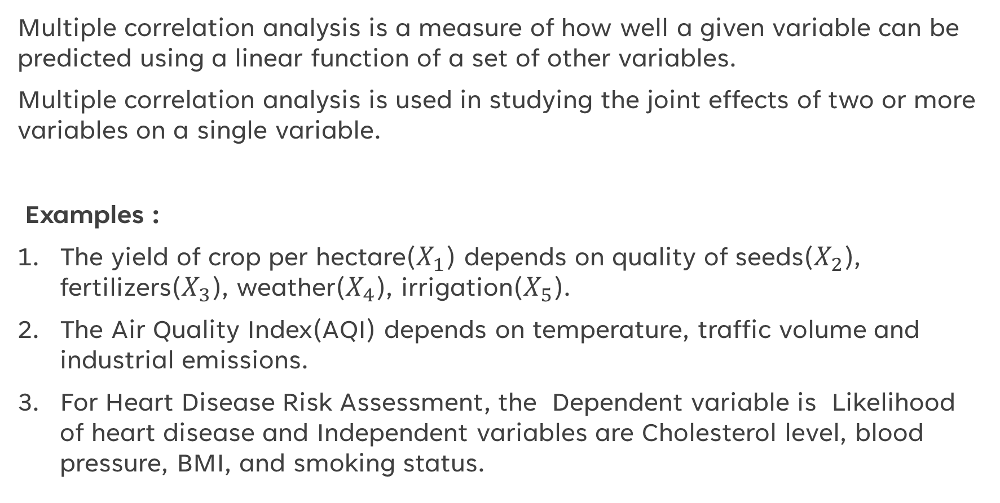 Multiple correlation analysis is a measure of how well a given variable can be
predicted using a linear function of a set of other variables.
Multiple correlation analysis is used in studying the joint effects of two or more
variables on a single variable.
Examples :
1. The yield of crop per hectare(X₁) depends on quality of seeds(X₂),
fertilizers(X₃), weather(X₄), irrigation(X₅).
2. The Air Quality Index(AQI) depends on temperature, traffic volume and
industrial emissions.
3. For Heart Disease Risk Assessment, the  Dependent variable is  Likelihood
of heart disease and Independent variables are Cholesterol level, blood
pressure, BMI, and smoking status.